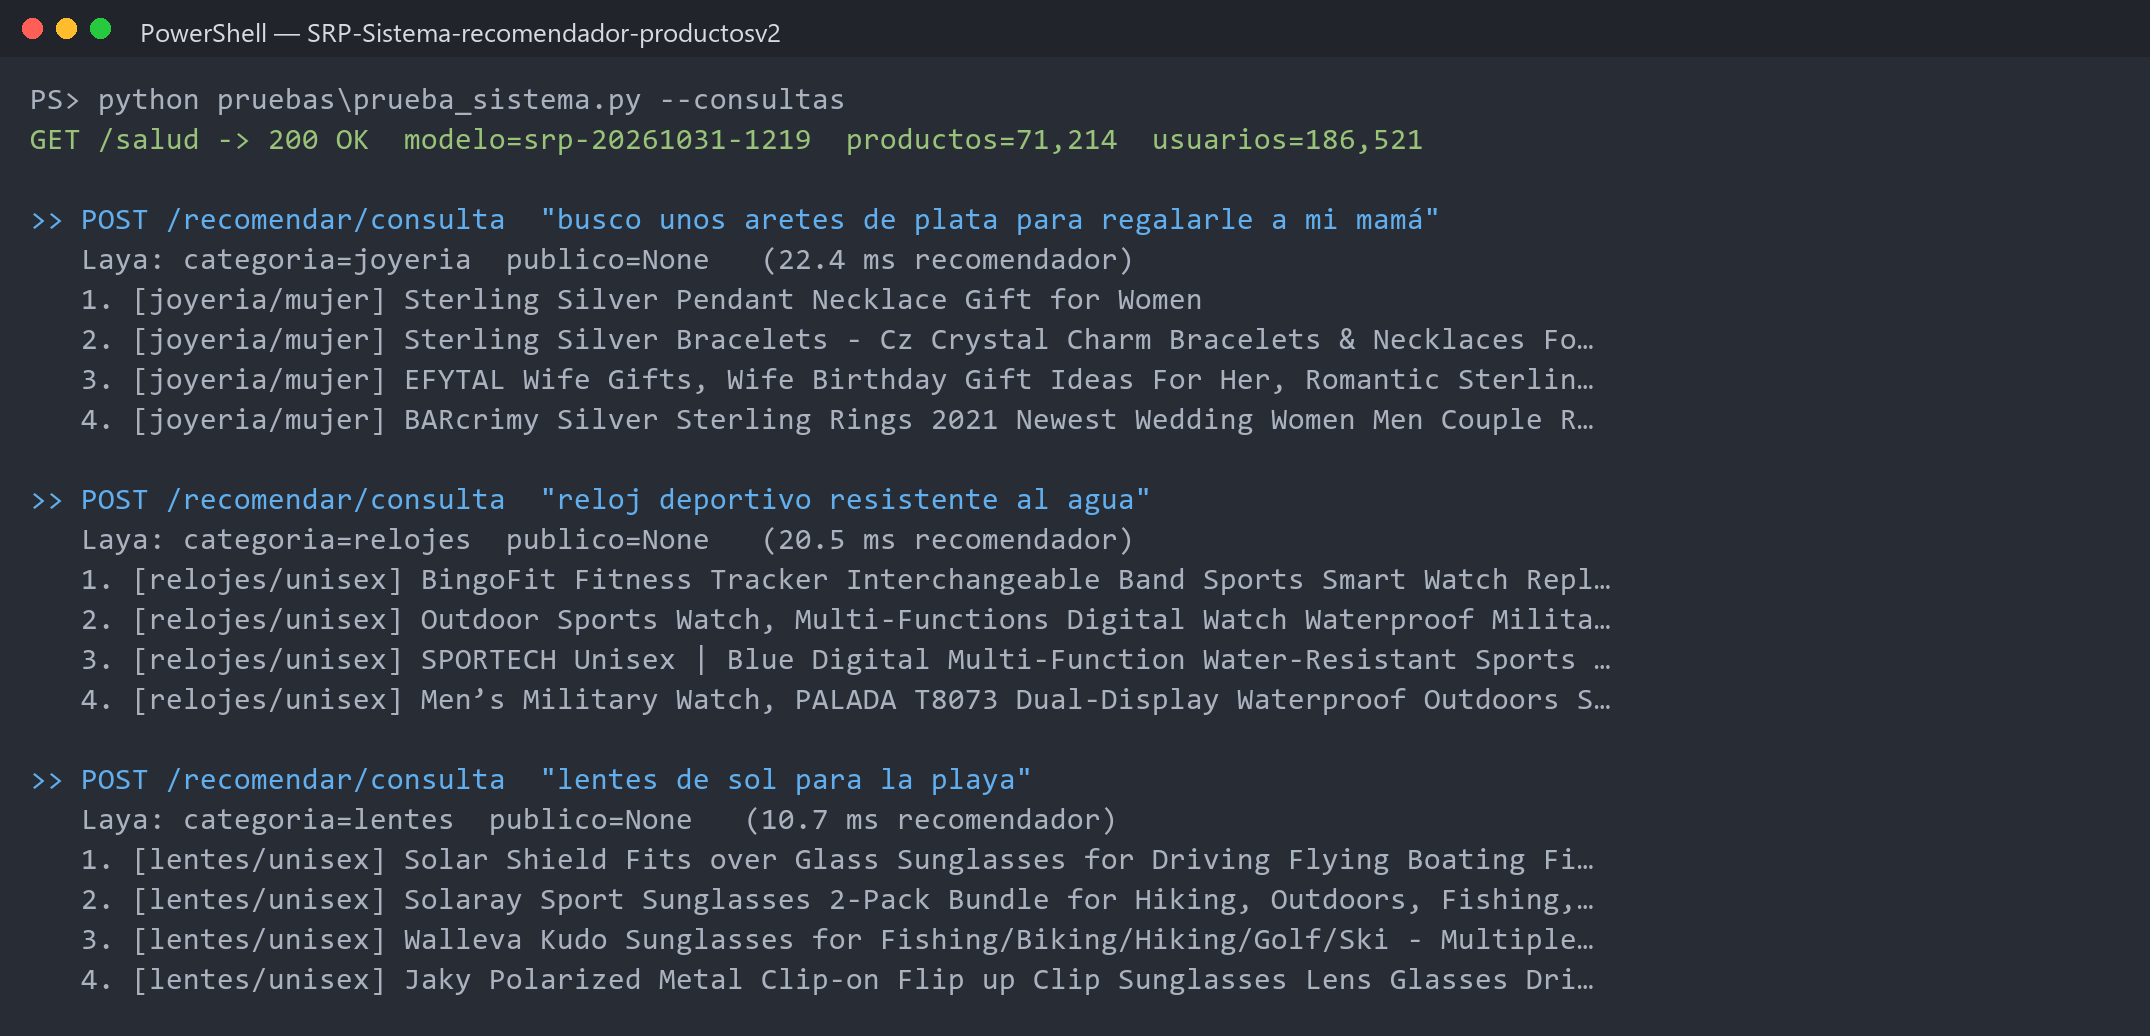 PowerShell — SRP-Sistema-recomendador-productosv2
PS> python pruebas\prueba_sistema.py --consultas
GET /salud -> 200 OK  modelo=srp-20261031-1219  productos=71,214  usuarios=186,521
>> POST /recomendar/consulta  "busco unos aretes de plata para regalarle a mi mamá"
Laya: categoria=joyeria  publico=None   (22.4 ms recomendador)
1. [joyeria/mujer] Sterling Silver Pendant Necklace Gift for Women
2. [joyeria/mujer] Sterling Silver Bracelets - Cz Crystal Charm Bracelets & Necklaces Fo…
3. [joyeria/mujer] EFYTAL Wife Gifts, Wife Birthday Gift Ideas For Her, Romantic Sterlin…
4. [joyeria/mujer] BARcrimy Silver Sterling Rings 2021 Newest Wedding Women Men Couple R…
>> POST /recomendar/consulta  "reloj deportivo resistente al agua"
Laya: categoria=relojes  publico=None   (20.5 ms recomendador)
1. [relojes/unisex] BingoFit Fitness Tracker Interchangeable Band Sports Smart Watch Repl…
2. [relojes/unisex] Outdoor Sports Watch, Multi-Functions Digital Watch Waterproof Milita…
3. [relojes/unisex] SPORTECH Unisex | Blue Digital Multi-Function Water-Resistant Sports …
4. [relojes/unisex] Men’s Military Watch, PALADA T8073 Dual-Display Waterproof Outdoors S…
>> POST /recomendar/consulta  "lentes de sol para la playa"
Laya: categoria=lentes  publico=None   (10.7 ms recomendador)
1. [lentes/unisex] Solar Shield Fits over Glass Sunglasses for Driving Flying Boating Fi…
2. [lentes/unisex] Solaray Sport Sunglasses 2-Pack Bundle for Hiking, Outdoors, Fishing,…
3. [lentes/unisex] Walleva Kudo Sunglasses for Fishing/Biking/Hiking/Golf/Ski - Multiple…
4. [lentes/unisex] Jaky Polarized Metal Clip-on Flip up Clip Sunglasses Lens Glasses Dri…